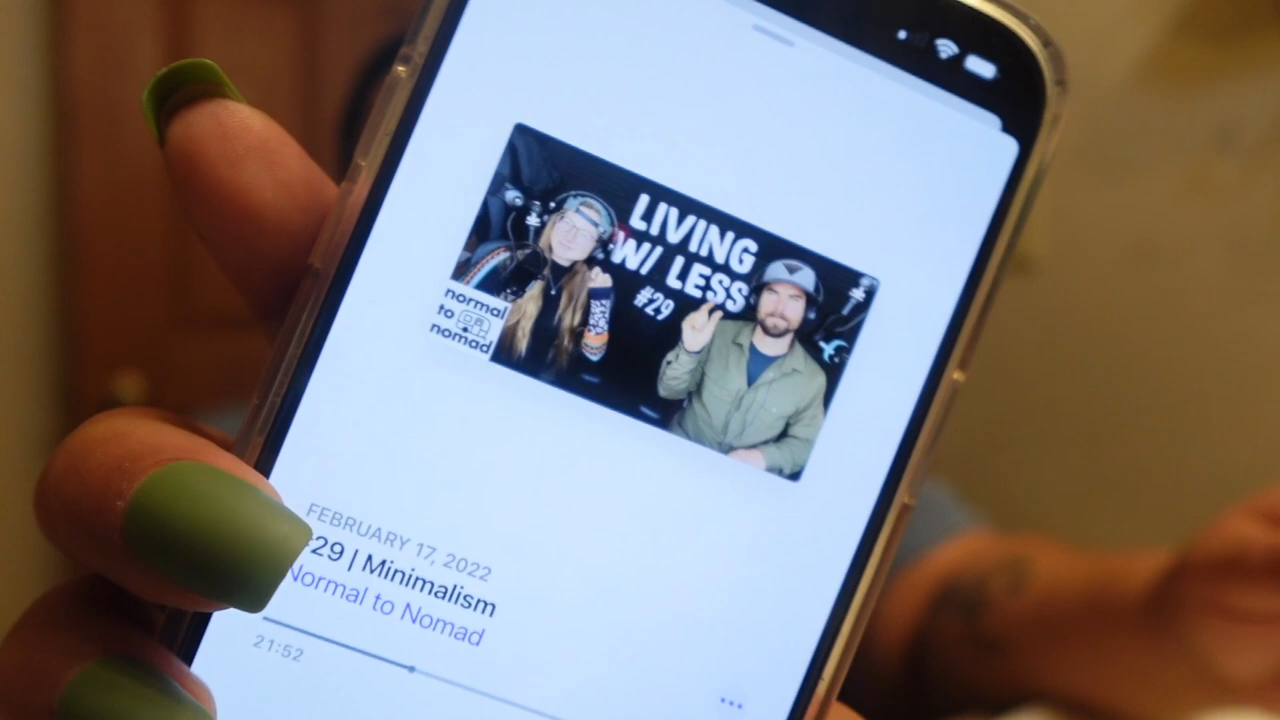 LIVING
W/ LESS
#29
normal
to
nomad
FEBRUARY 17, 2022
29 | Minimalism
Normal to Nomad
21:52